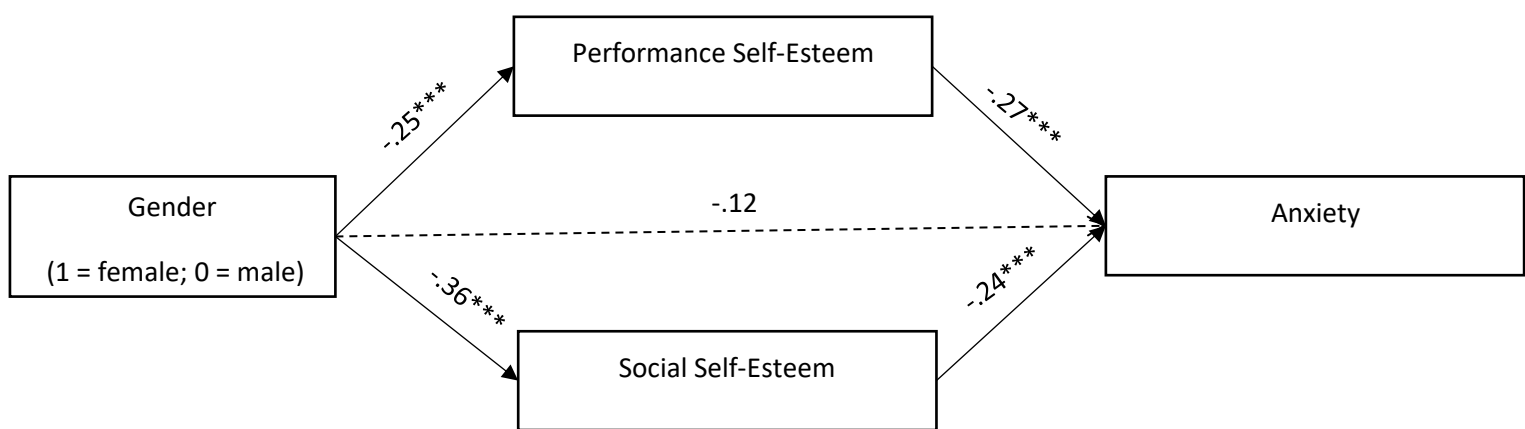 Performance Self-Esteem
-.25***
-.27***
Gender
(1 = female; 0 = male)
-.12
Anxiety
-.36***
-.24***
Social Self-Esteem